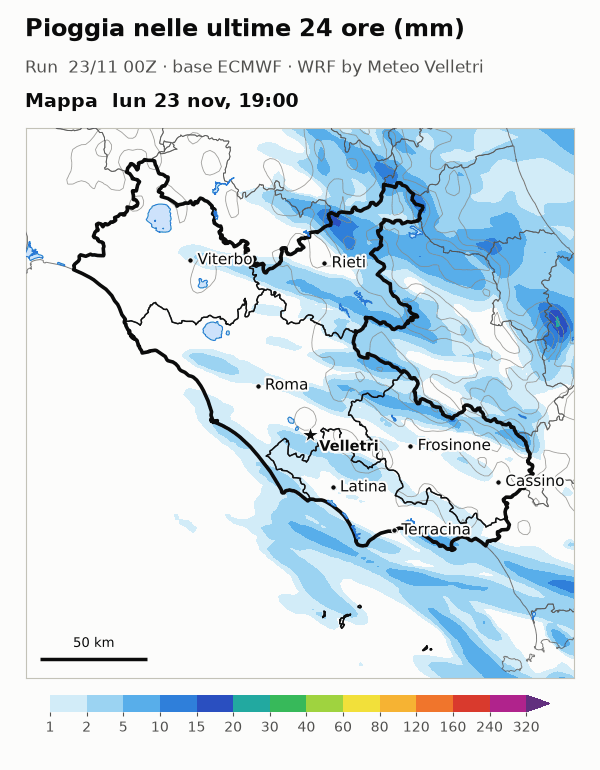 Pioggia nelle ultime 24 ore (mm)
Run 23/11 00Z · base ECMWF · WRF by Meteo Velletri
Mappa lun 23 nov, 19:00
Viterbo
Rieti
Roma
Velletri
Frosinone
Latina
Cassino
Terracina
50 km
1 2 5 10 15 20 30 40 60 80 120 160 240 320